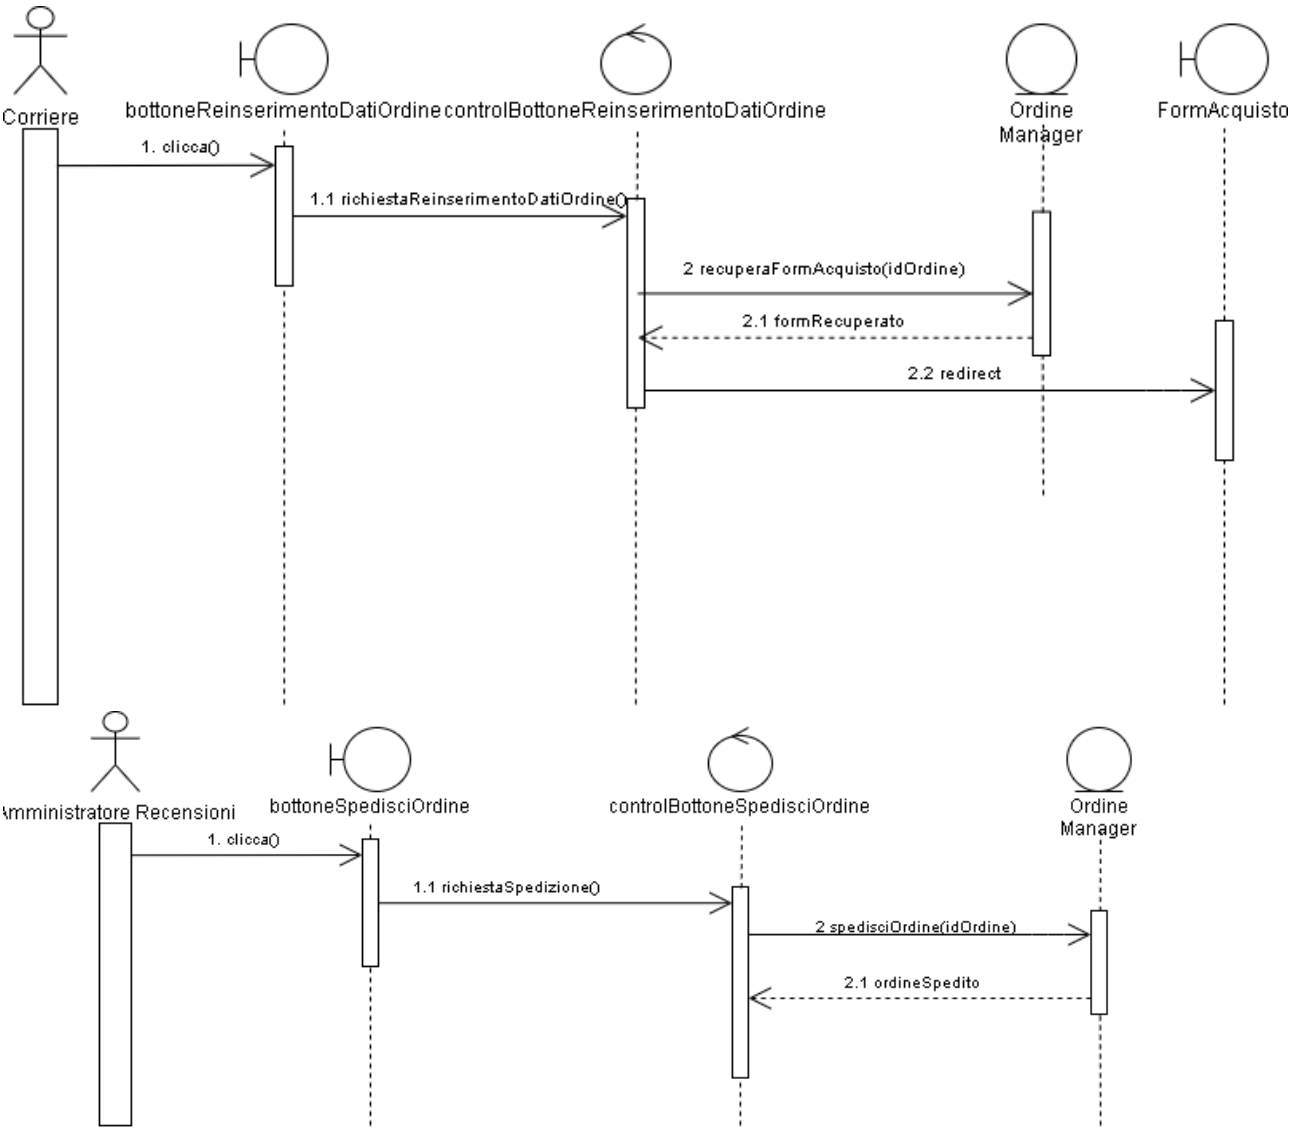 Corriere
bottoneReinserimentoDatiOrdine
controlBottoneReinserimentoDatiOrdine
Ordine
Manager
FormAcquisto
1. clicca()
1.1 richiestaReinserimentoDatiOrdine()
2 recuperaFormAcquisto(idOrdine)
2.1 formRecuperato
2.2 redirect
mministratore Recensioni
bottoneSpedisciOrdine
controlBottoneSpedisciOrdine
Ordine
Manager
1. clicca()
1.1 richiestaSpedizione()
2 spedisciOrdine(idOrdine)
2.1 ordineSpedito